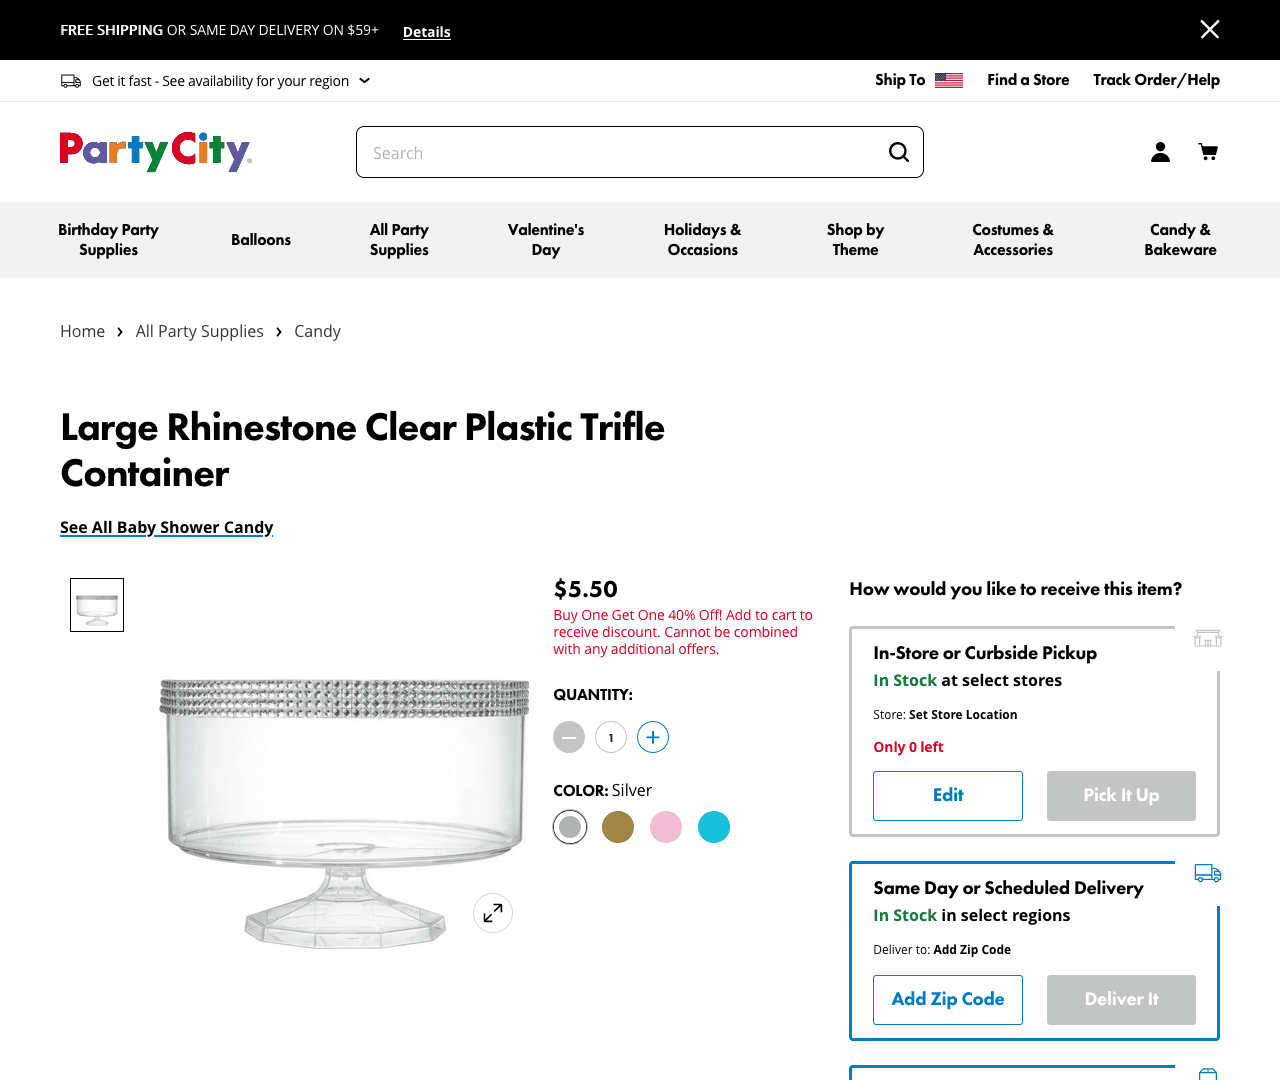 FREE SHIPPING OR SAME DAY DELIVERY ON $59+ Details
Get it fast - See availability for your region
Ship To Find a Store Track Order/Help
PartyCity
Search
Birthday Party Supplies
Balloons
All Party Supplies
Valentine's Day
Holidays & Occasions
Shop by Theme
Costumes & Accessories
Candy & Bakeware
Home › All Party Supplies › Candy
Large Rhinestone Clear Plastic Trifle
Container
See All Baby Shower Candy
$5.50
Buy One Get One 40% Off! Add to cart to
receive discount. Cannot be combined
with any additional offers.
QUANTITY:
1
COLOR: Silver
How would you like to receive this item?
In-Store or Curbside Pickup
In Stock at select stores
Store: Set Store Location
Only 0 left
Edit
Pick It Up
Same Day or Scheduled Delivery
In Stock in select regions
Deliver to: Add Zip Code
Add Zip Code
Deliver It